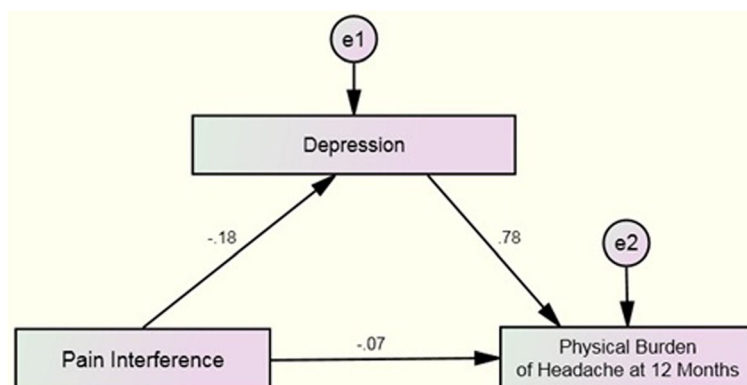 e1
Depression
-.18
.78
e2
-.07
Pain Interference
Physical Burden
of Headache at 12 Months